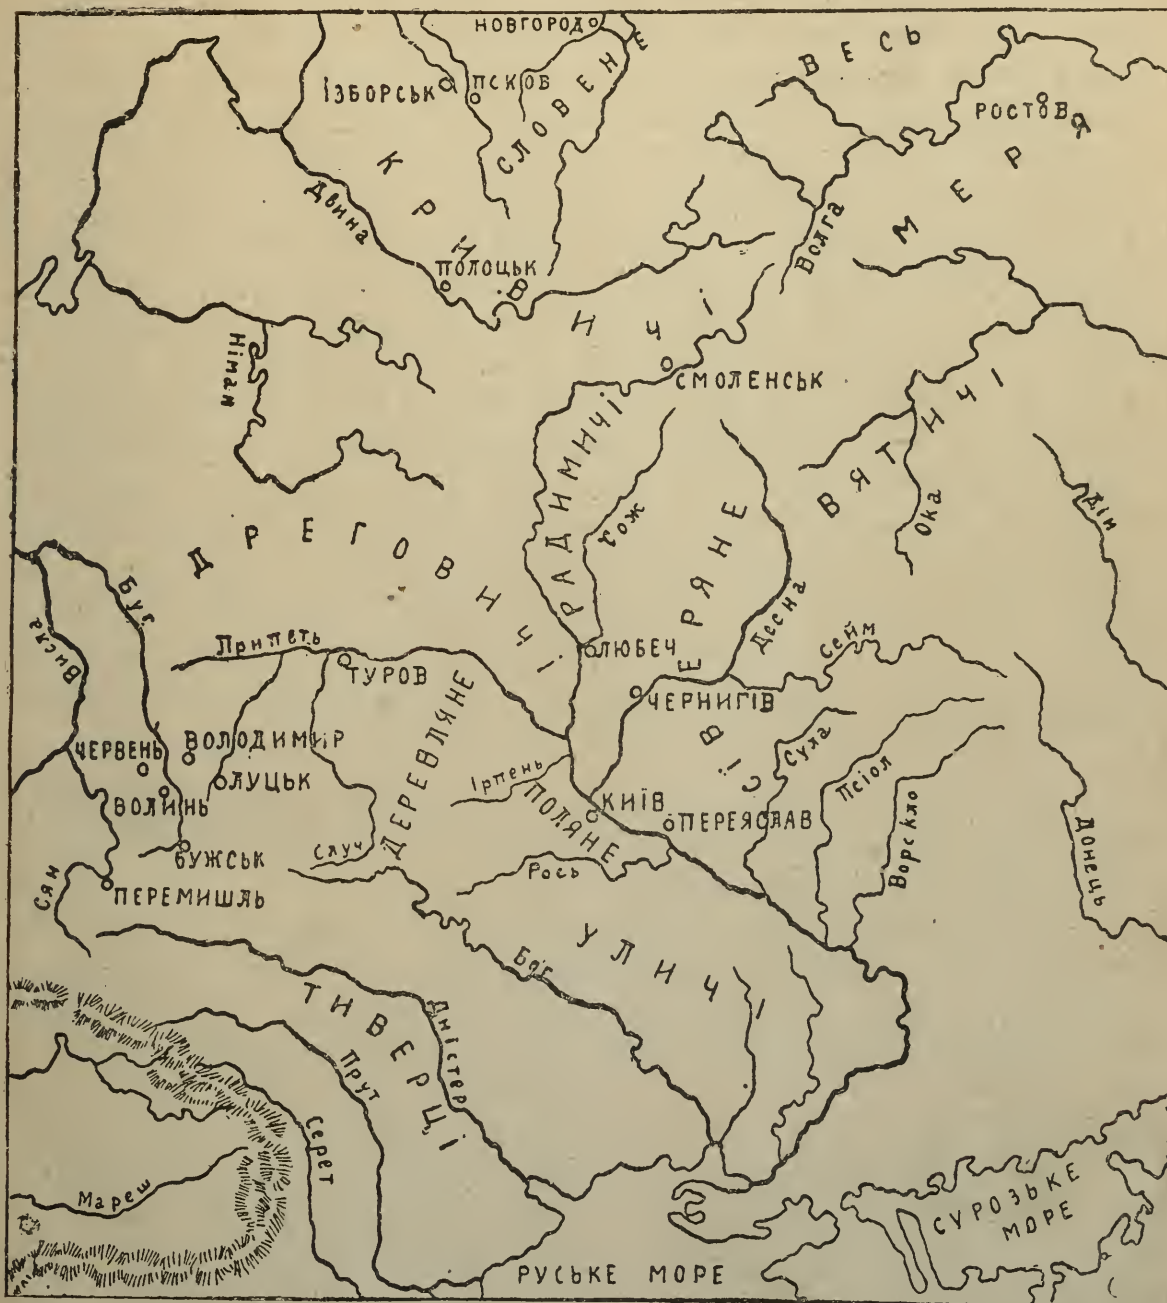 НОВГОРОД
ВЕСЬ
ІЗБОРСЬК
ПСКОВ
СЛОВЕНЕ
РОСТОВ
МЕРЯ
КРИВИЧІ
Двина
Волга
ПОЛОЦЬК
Німан
СМОЛЕНСЬК
ВЯТИЧІ
РАДИМИЧІ
Ока
Дін
ДРЕГОВИЧІ
СІВЕРЯНЕ
Десна
Буг
Висла
Припеть
ТУРОВ
ЛЮБЕЧ
Сейм
ЧЕРНИГІВ
ДЕРЕВЛЯНЕ
ЧЕРВЕНЬ
ВОЛОДИМИР
ЛУЦЬК
ВОЛИНЬ
Ірпень
ПОЛЯНЕ
КИЇВ
ПЕРЕЯСЛАВ
Сула
Псіол
Ворскло
Донець
БУЖСЬК
Случ
Рось
Сян
ПЕРЕМИШЛЬ
УЛИЧІ
Бог
ТИВЕРЦІ
Дністер
Прут
Серет
Мареш
СУРОЗЬКЕ
МОРЕ
РУСЬКЕ МОРЕ